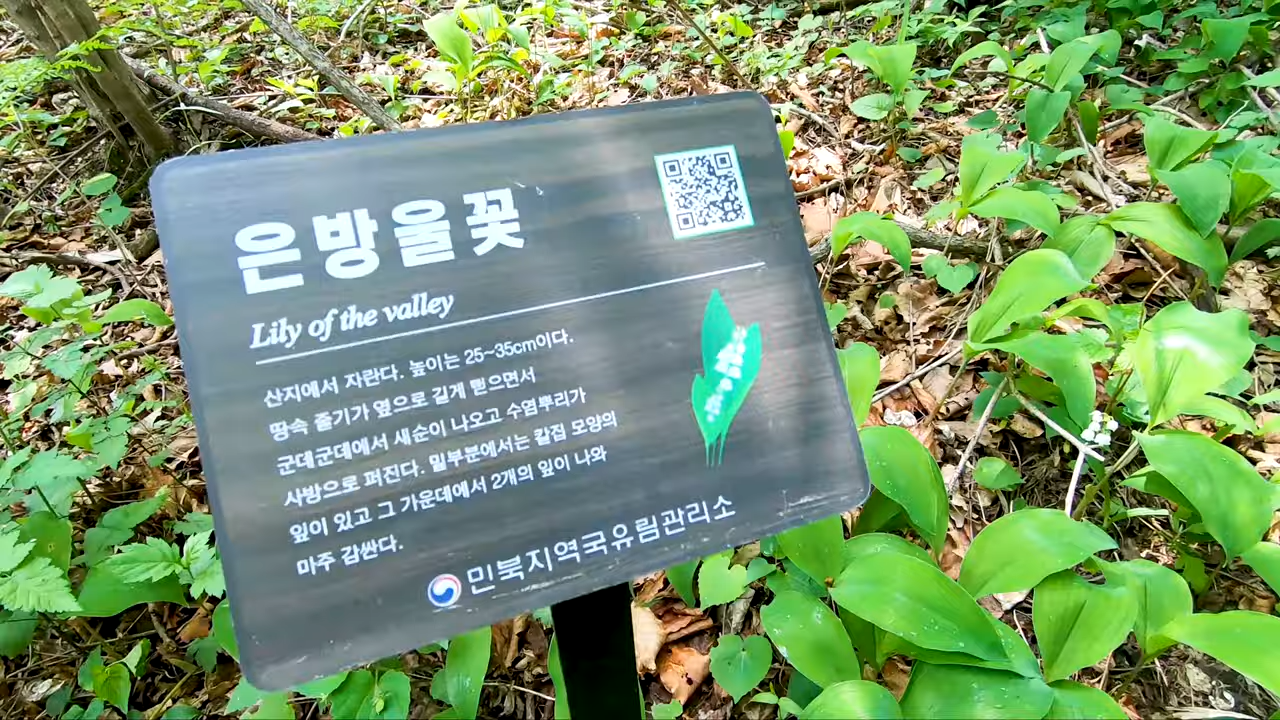 은방울꽃
Lily of the valley
산지에서 자란다. 높이는 25~35cm이다.
땅속 줄기가 옆으로 길게 뻗으면서
군데군데에서 새순이 나오고 수염뿌리가
사방으로 퍼진다. 밑부분에서는 칼집 모양의
잎이 있고 그 가운데에서 2개의 잎이 나와
마주 감싼다.
민북지역국유림관리소